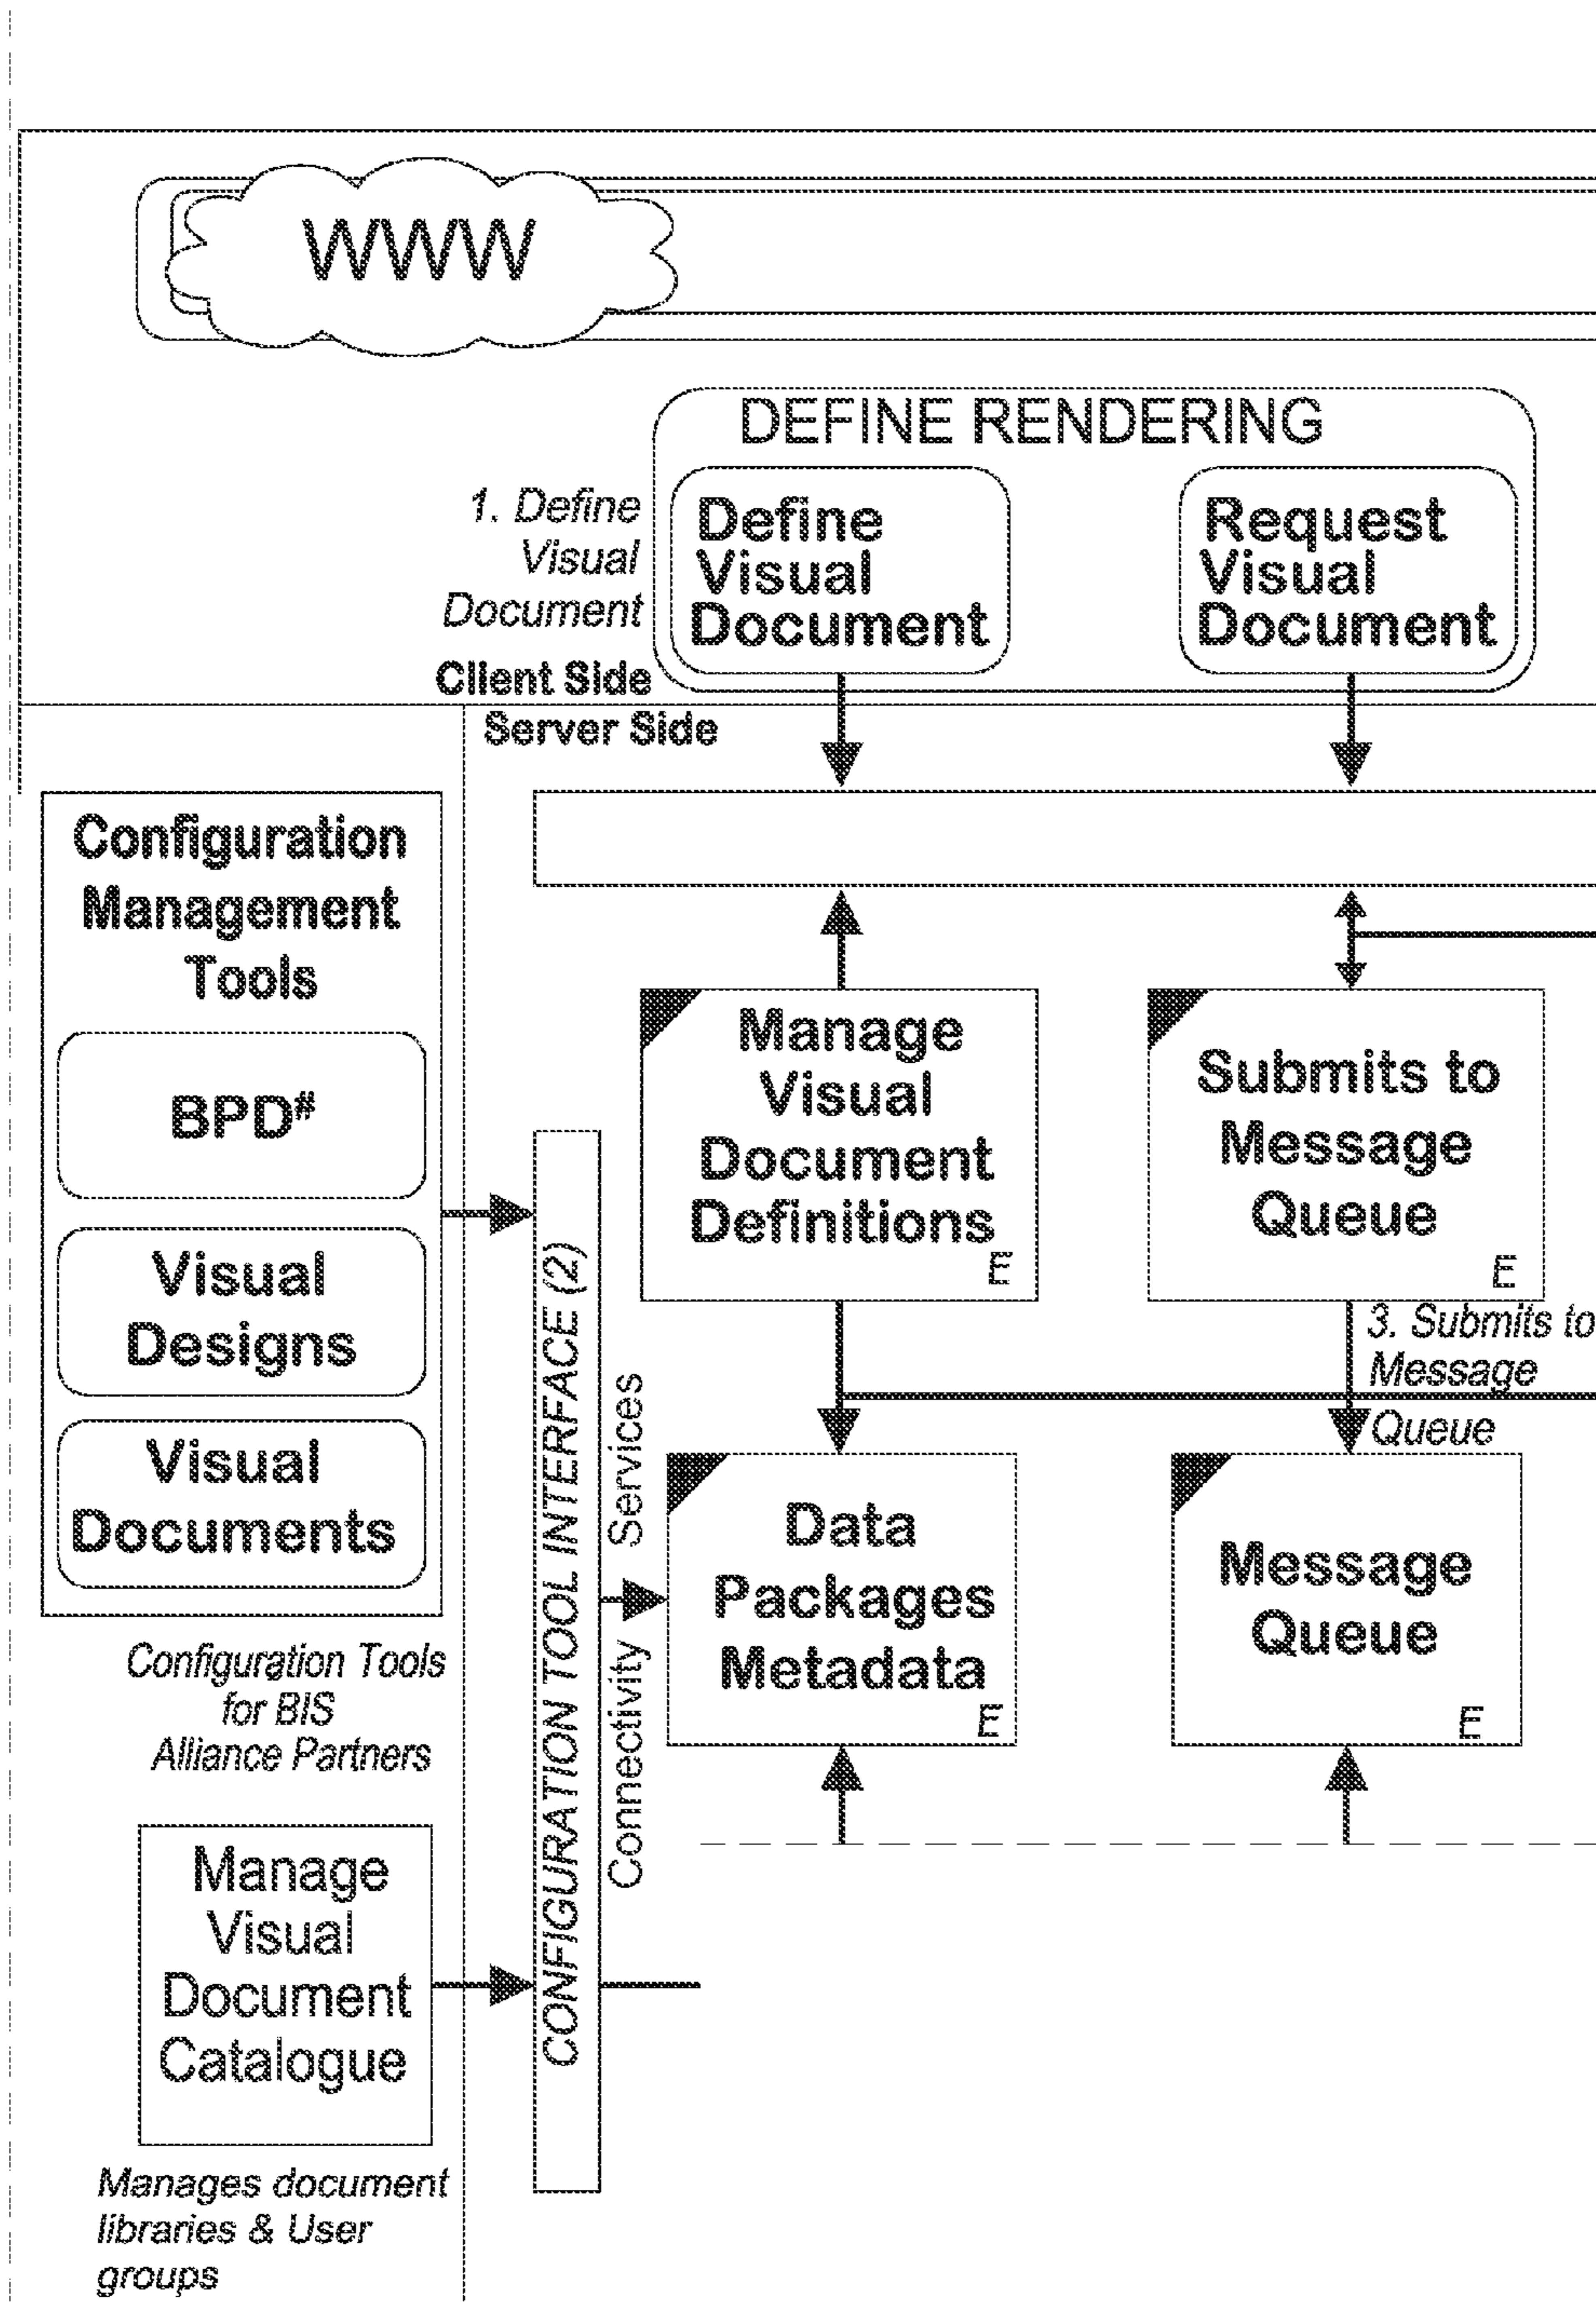 WWW
DEFINE RENDERING
1. Define
Visual
Document
Define
Visual
Document
Request
Visual
Document
Client Side
Server Side
Configuration
Management
Tools
BPD#
Visual
Designs
Visual
Documents
Configuration Tools
for BIS
Alliance Partners
Manage
Visual
Document
Catalogue
Manages document
libraries & User
groups
CONFIGURATION TOOL INTERFACE (2)
Connectivity Services
Manage
Visual
Document
Definitions
E
Submits to
Message
Queue
E
3. Submits to
Message
Queue
Data
Packages
Metadata
E
Message
Queue
E